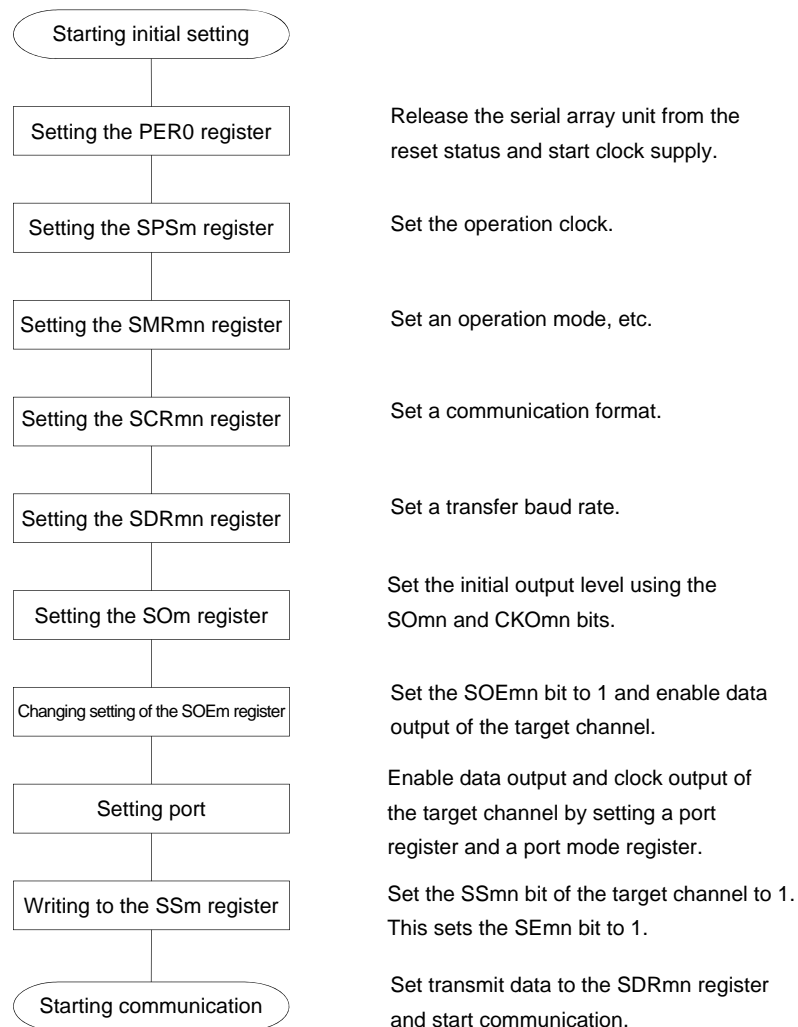 Starting initial setting
Setting the PER0 register
Release the serial array unit from the
reset status and start clock supply.
Setting the SPSm register
Set the operation clock.
Setting the SMRmn register
Set an operation mode, etc.
Setting the SCRmn register
Set a communication format.
Setting the SDRmn register
Set a transfer baud rate.
Setting the SOm register
Set the initial output level using the
SOmn and CKOmn bits.
Changing setting of the SOEm register
Set the SOEmn bit to 1 and enable data
output of the target channel.
Setting port
Enable data output and clock output of
the target channel by setting a port
register and a port mode register.
Writing to the SSm register
Set the SSmn bit of the target channel to 1.
This sets the SEmn bit to 1.
Starting communication
Set transmit data to the SDRmn register
and start communication.